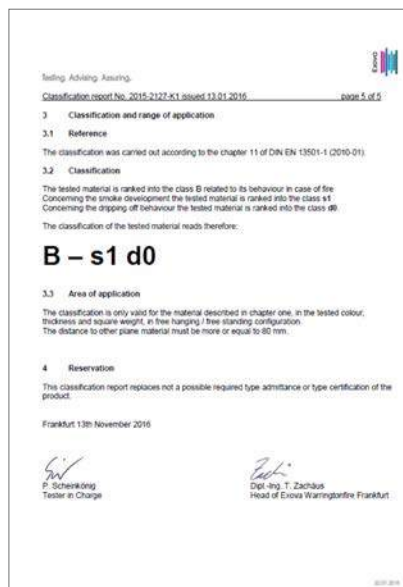 Exova
Testing. Advising. Assuring.
Classification report No. 2015-2127-K1 issued 13.01.2016 page 5 of 5
3 Classification and range of application
3.1 Reference
The classification was carried out according to the chapter 11 of DIN EN 13501-1 (2010-01).
3.2 Classification
The tested material is ranked into the class B related to its behaviour in case of fire
Concerning the smoke development the tested material is ranked into the class s1
Concerning the dripping off behaviour the tested material is ranked into the class d0.
The classification of the tested material reads therefore:
B – s1 d0
3.3 Area of application
The classification is only valid for the material described in chapter one, in the tested colour,
thickness and square weight, in free hanging / free standing configuration.
The distance to other plane material must be more or equal to 80 mm.
4 Reservation
This classification report replaces not a possible required type admittance or type certification of the
product.
Frankfurt 13th November 2016
P. Scheinkönig Dipl.-Ing. T. Zachäus
Tester in Charge Head of Exova Warringtonfire Frankfurt